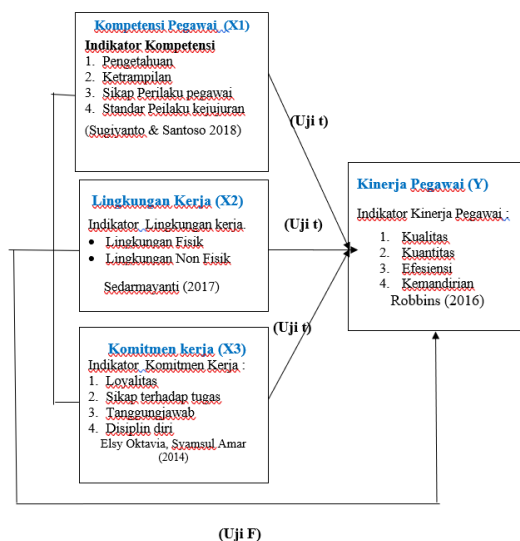 Kompetensi Pegawai (X1)
Indikator Kompetensi
1. Pengetahuan
2. Ketrampilan
3. Sikap Perilaku pegawai
4. Standar Peilaku kejujuran
(Sugiyanto & Santoso 2018)
(Uji t)
Lingkungan Kerja (X2)
Indikator Lingkungan kerja.
• Lingkungan Fisik
• Lingkungan Non Fisik
Sedarmayanti (2017)
(Uji t)
Komitmen kerja (X3)
Indikator Komitmen Kerja :
1. Loyalitas
2. Sikap terhadap tugas
3. Tanggungjawab
4. Disiplin diri
Elsy Oktavia, Syamsul Amar
(2014)
(Uji t)
Kinerja Pegawai (Y)
Indikator Kinerja Pegawai :
1. Kualitas
2. Kuantitas
3. Efesiensi
4. Kemandirian
Robbins (2016)
(Uji F)